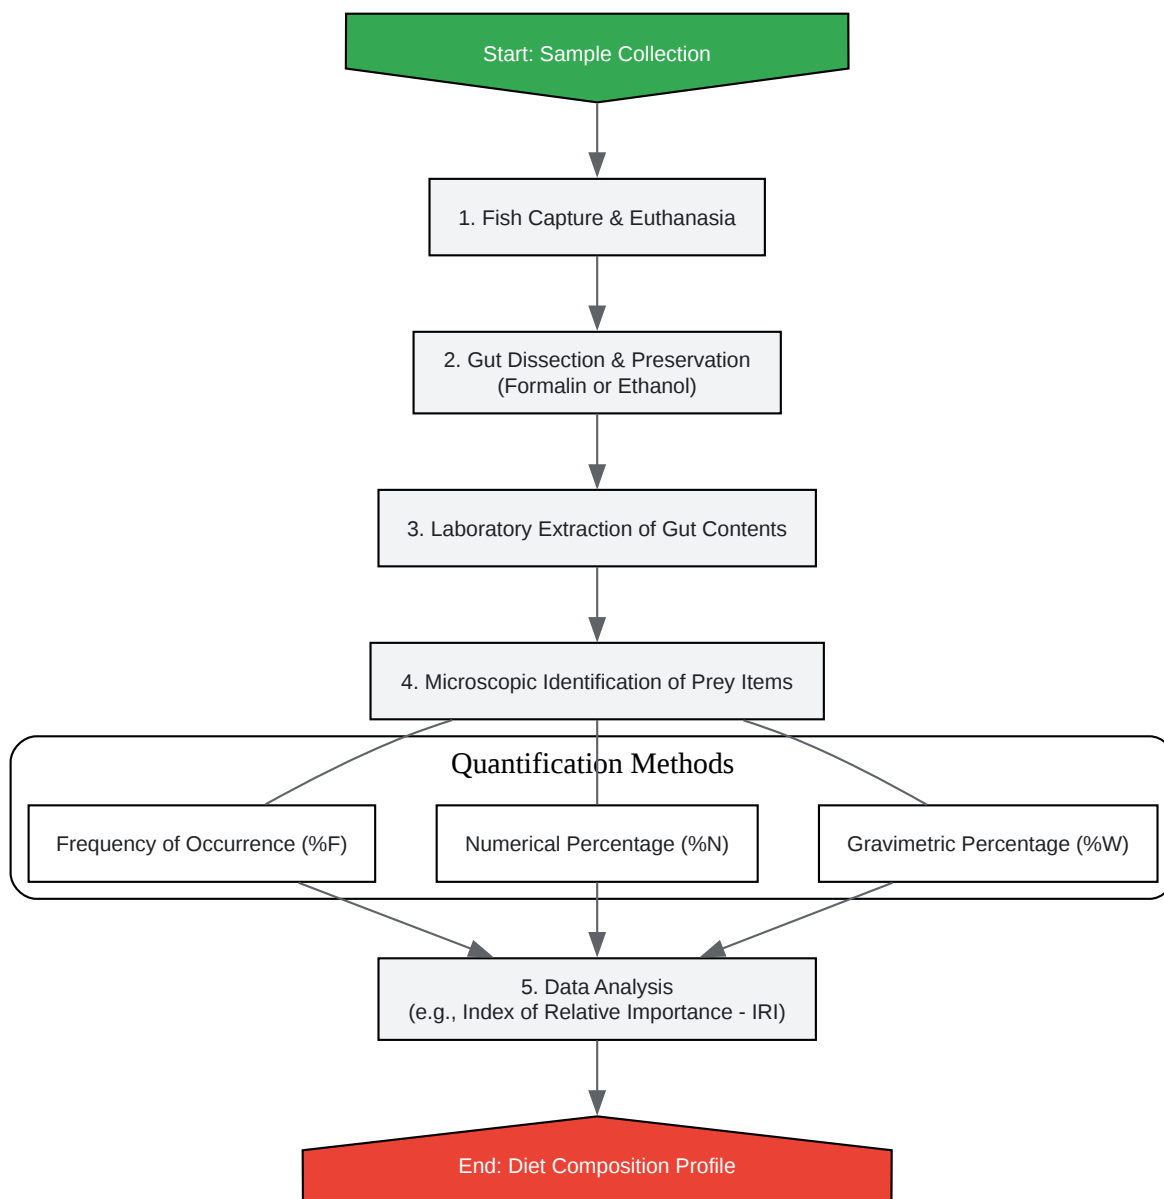 Start: Sample Collection
1. Fish Capture & Euthanasia
2. Gut Dissection & Preservation
(Formalin or Ethanol)
3. Laboratory Extraction of Gut Contents
4. Microscopic Identification of Prey Items
Quantification Methods
Frequency of Occurrence (%F)
Numerical Percentage (%N)
Gravimetric Percentage (%W)
5. Data Analysis
(e.g., Index of Relative Importance - IRI)
End: Diet Composition Profile